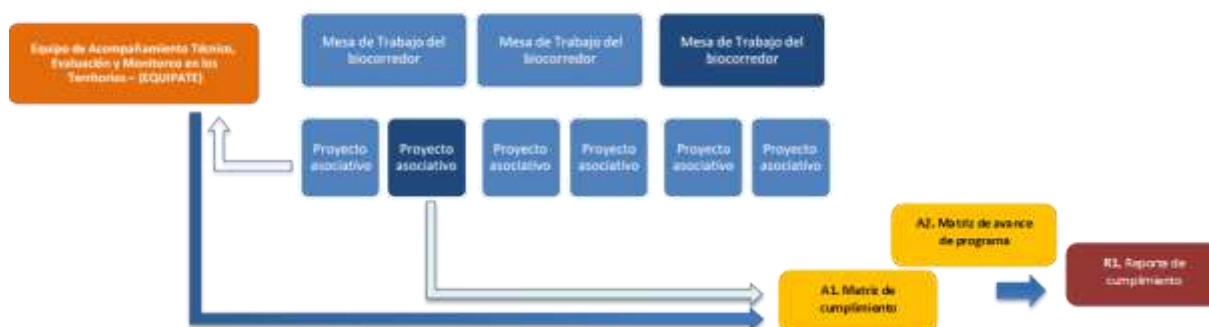 Equipo de Acompañamiento Técnico,
Evaluación y Monitoreo en los
Territorios – (EQUIPATE)
Mesa de Trabajo del
biocorredor
Mesa de Trabajo del
biocorredor
Mesa de Trabajo del
biocorredor
Proyecto
asociativo
Proyecto
asociativo
Proyecto
asociativo
Proyecto
asociativo
Proyecto
asociativo
Proyecto
asociativo
A2. Matriz de avance
de programa
A1. Matriz de
cumplimiento
R1. Reporte de
cumplimiento